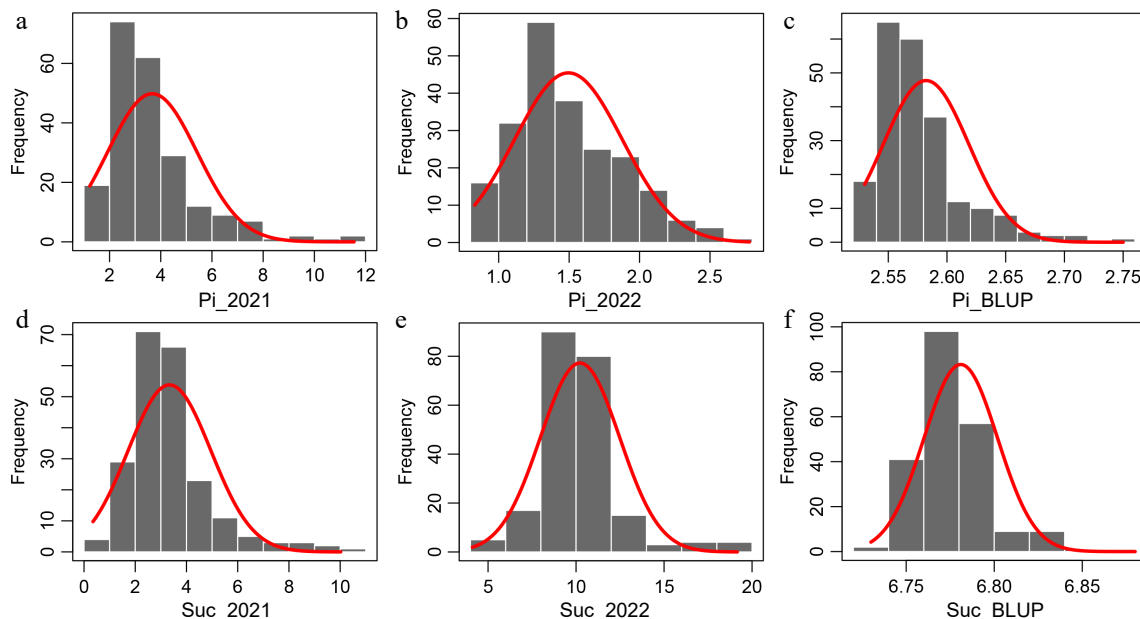 a
Frequency
0 20 40 60
2 4 6 8 10 12
Pi_2021
b
Frequency
0 10 20 30 40 50 60
1.0 1.5 2.0 2.5
Pi_2022
c
Frequency
0 10 30 50
2.55 2.60 2.65 2.70 2.75
Pi_BLUP
d
Frequency
0 10 30 50 70
0 2 4 6 8 10
Suc_2021
e
Frequency
0 20 40 60 80
5 10 15 20
Suc_2022
f
Frequency
0 20 40 60 80 100
6.75 6.80 6.85
Suc_BLUP